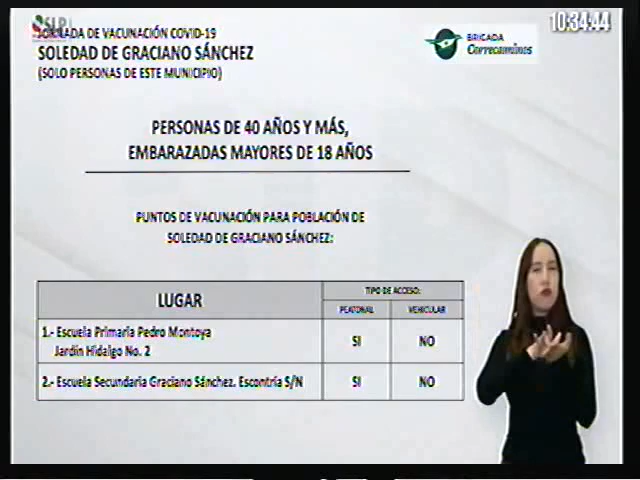 SLP
10:34:44
JORNADA DE VACUNACIÓN COVID-19
SOLEDAD DE GRACIANO SÁNCHEZ
(SOLO PERSONAS DE ESTE MUNICIPIO)
BRIGADA
Correcaminos
PERSONAS DE 40 AÑOS Y MÁS,
EMBARAZADAS MAYORES DE 18 AÑOS
PUNTOS DE VACUNACIÓN PARA POBLACIÓN DE
SOLEDAD DE GRACIANO SÁNCHEZ:
LUGAR
TIPO DE ACCESO:
PEATONAL
VEHICULAR
1.- Escuela Primaria Pedro Montoya
Jardín Hidalgo No. 2
SI
NO
2.- Escuela Secundaria Graciano Sánchez. Escontría S/N
SI
NO